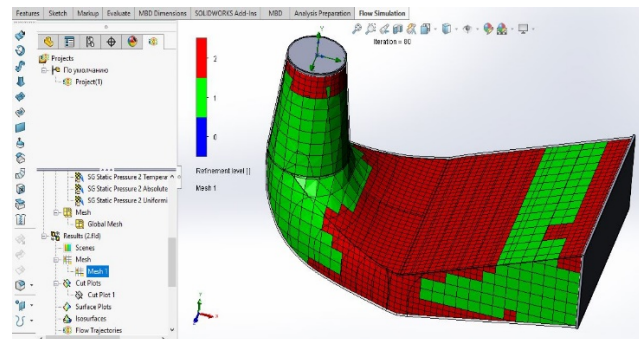 Features Sketch Markup Evaluate MBD Dimensions SOLIDWORKS Add-Ins MBD Analysis Preparation Flow Simulation
Iteration = 80
Projects
По умолчанию
Project(1)
2
1
0
Refinement level []
Mesh 1
SG Static Pressure 2 Tempera
SG Static Pressure 2 Absolute
SG Static Pressure 2 Uniformi
Mesh
Global Mesh
Results (2.fld)
Scenes
Mesh
Mesh 1
Cut Plots
Cut Plot 1
Surface Plots
Isosurfaces
Flow Trajectories
Y
Y
Z
X